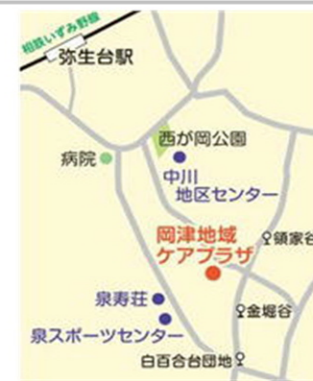 相鉄いずみ野線
弥生台駅
西が岡公園
病院
中川
地区センター
岡津地域
ケアプラザ
領家谷
泉寿荘
金堀谷
泉スポーツセンター
白百合台団地